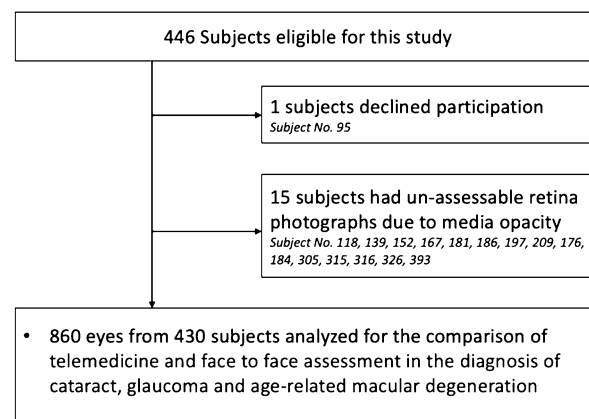 446 Subjects eligible for this study
1 subjects declined participation
Subject No. 95
15 subjects had un-assessable retina
photographs due to media opacity
Subject No. 118, 139, 152, 167, 181, 186, 197, 209, 176,
184, 305, 315, 316, 326, 393
• 860 eyes from 430 subjects analyzed for the comparison of
telemedicine and face to face assessment in the diagnosis of
cataract, glaucoma and age-related macular degeneration